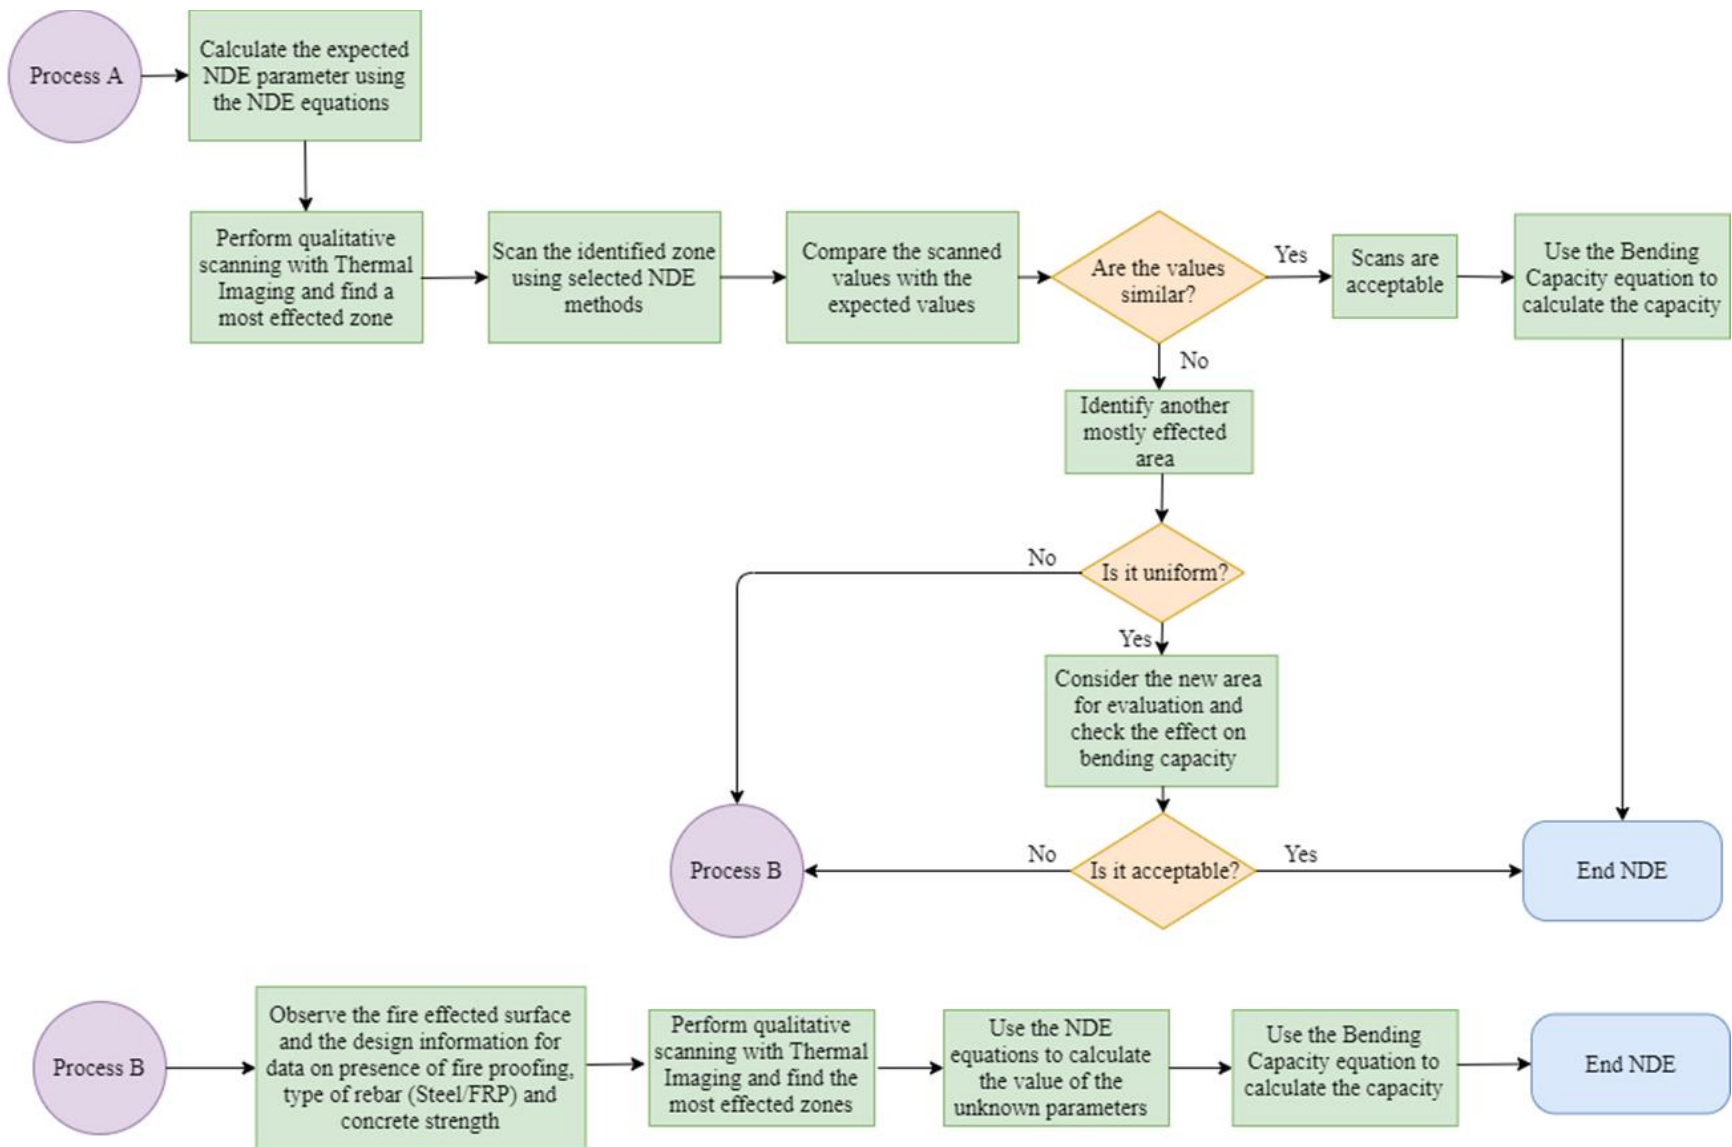 Process A
Calculate the expected
NDE parameter using
the NDE equations
Perform qualitative
scanning with Thermal
Imaging and find a
most effected zone
Scan the identified zone
using selected NDE
methods
Compare the scanned
values with the
expected values
Are the values
similar?
Yes
Scans are
acceptable
Use the Bending
Capacity equation to
calculate the capacity
No
Identify another
mostly effected
area
Is it uniform?
No
Yes
Consider the new area
for evaluation and
check the effect on
bending capacity
Process B
No
Is it acceptable?
Yes
End NDE
Process B
Observe the fire effected surface
and the design information for
data on presence of fire proofing,
type of rebar (Steel/FRP) and
concrete strength
Perform qualitative
scanning with Thermal
Imaging and find the
most effected zones
Use the NDE
equations to calculate
the value of the
unknown parameters
Use the Bending
Capacity equation to
calculate the capacity
End NDE